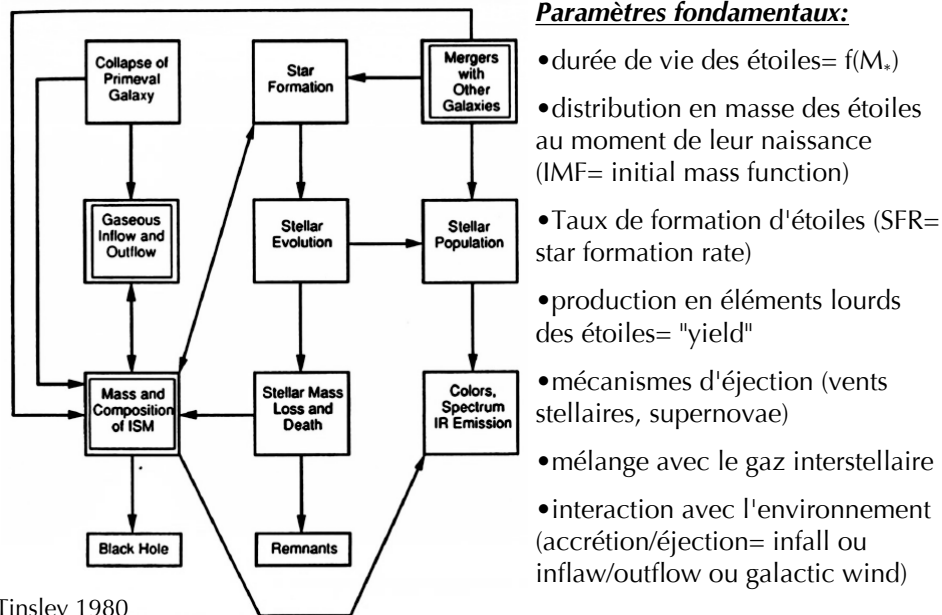 Collapse of
Primeval
Galaxy
Star
Formation
Mergers
with
Other
Galaxies
Gaseous
Inflow and
Outflow
Stellar
Evolution
Stellar
Population
Mass and
Composition
of ISM
Stellar Mass
Loss and
Death
Colors,
Spectrum
IR Emission
Black Hole
Remnants
Tinsley 1980
Paramètres fondamentaux:
•durée de vie des étoiles= f(M*)
•distribution en masse des étoiles
au moment de leur naissance
(IMF= initial mass function)
•Taux de formation d'étoiles (SFR=
star formation rate)
•production en éléments lourds
des étoiles= "yield"
•mécanismes d'éjection (vents
stellaires, supernovae)
•mélange avec le gaz interstellaire
•interaction avec l'environnement
(accrétion/éjection= infall ou
inflaw/outflow ou galactic wind)